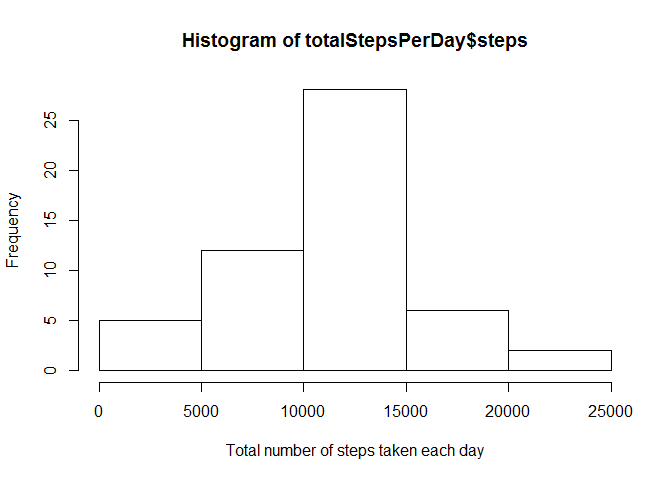 Histogram of totalStepsPerDay$steps
Frequency
25
20
15
10
5
0
0 5000 10000 15000 20000 25000
Total number of steps taken each day